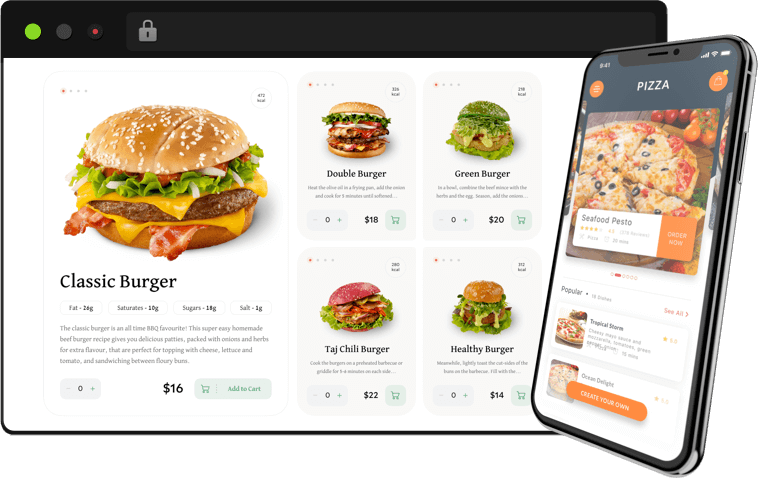 472
kcal
Classic Burger
Fat - 26g
Saturates - 10g
Sugars - 18g
Salt - 1g
The classic burger is an all time BBQ favourite! This super easy homemade
beef burger recipe gives you delicious patties, packed with onions and herbs
for extra flavour, that are perfect for topping with cheese, lettuce and
tomato, and sandwiching between floury buns.
- 0 +
$16
Add to Cart
326
kcal
Double Burger
Heat the olive oil in a frying pan, add the onion
and cook for 5 minutes until softened...
- 0 +
$18
218
kcal
Green Burger
In a bowl, combine the beef mince with the
herbs and the egg. Season, add the onions...
- 0 +
$20
280
kcal
Taj Chili Burger
Cook the burgers on a preheated barbecue or
griddle for 5-6 minutes on each side...
- 0 +
$22
312
kcal
Healthy Burger
Meanwhile, lightly toast the cut-sides of the
buns on the barbecue. Fill with the...
- 0 +
$14
9:41
PIZZA
Seafood Pesto
Pizza
30 mins
ORDER
NOW
Popular • 18 Dishes
See All >
Tropical Storm
5.0
Cheesy mayo sauce and
mozzarella, tomatoes, green
Pizza
10 mins
Ocean Delight
5.0
CREATE YOUR OWN